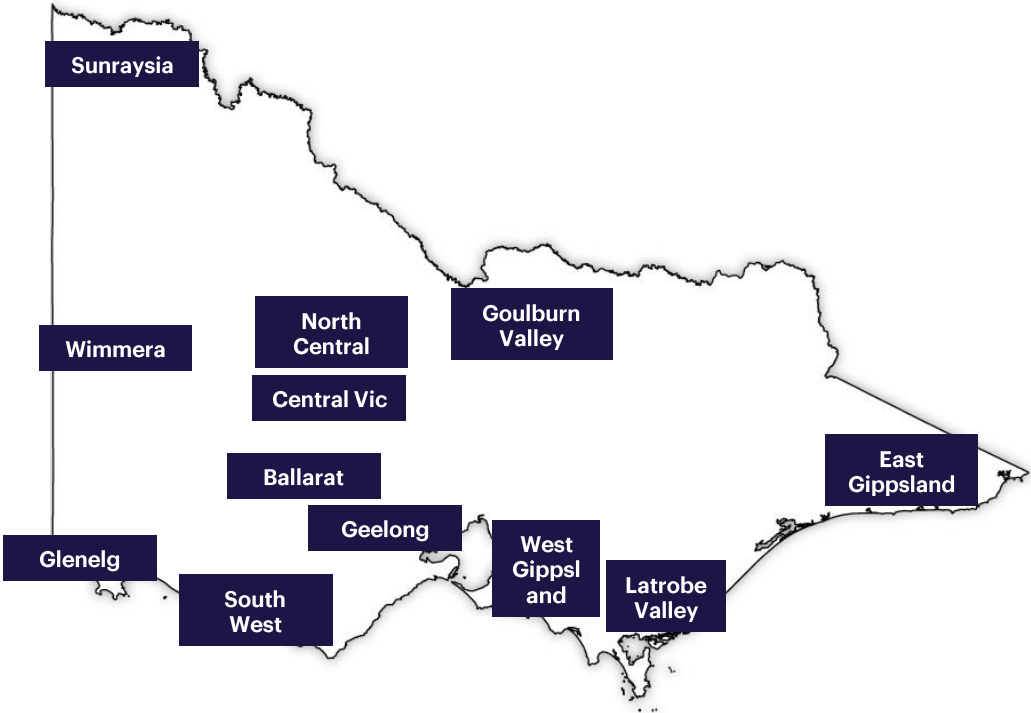 Sunraysia
North
Central
Goulburn
Valley
Wimmera
Central Vic
Ballarat
East
Gippsland
Geelong
Glenelg
West
Gippsl
and
South
West
Latrobe
Valley